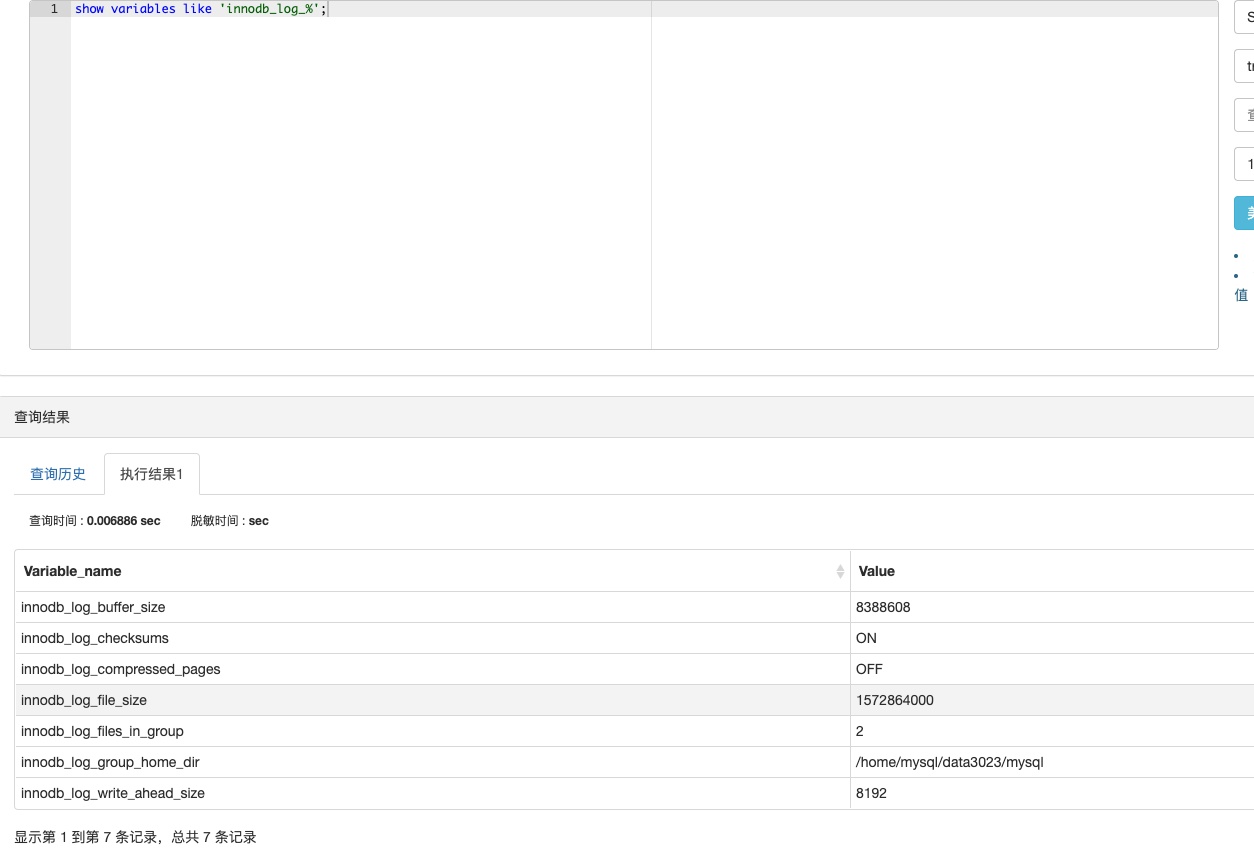 1 show variables like 'innodb_log_%';
S
1
值
查询结果
查询历史 执行结果1
查询时间 : 0.006886 sec 脱敏时间 : sec
Variable_name Value
innodb_log_buffer_size 8388608
innodb_log_checksums ON
innodb_log_compressed_pages OFF
innodb_log_file_size 1572864000
innodb_log_files_in_group 2
innodb_log_group_home_dir /home/mysql/data3023/mysql
innodb_log_write_ahead_size 8192
显示第 1 到第 7 条记录，总共 7 条记录